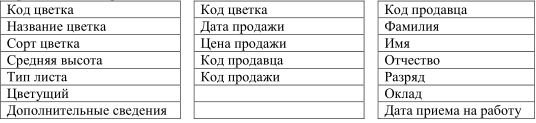 Код цветка
Название цветка
Сорт цветка
Средняя высота
Тип листа
Цветущий
Дополнительные сведения
Код цветка
Дата продажи
Цена продажи
Код продавца
Код продажи
Код продавца
Фамилия
Имя
Отчество
Разряд
Оклад
Дата приема на работу